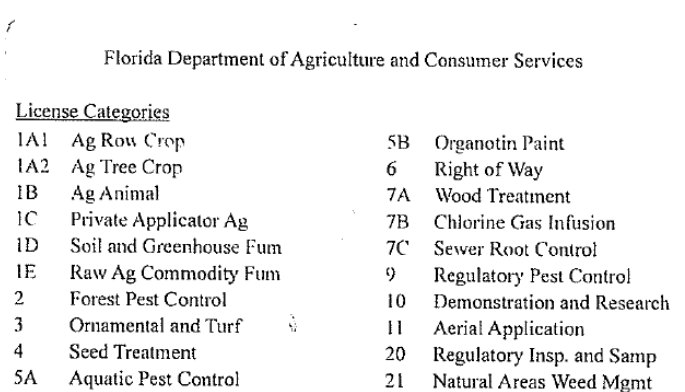 Florida Department of Agriculture and Consumer Services
License Categories
1A1 Ag Row Crop
1A2 Ag Tree Crop
1B Ag Animal
1C Private Applicator Ag
1D Soil and Greenhouse Fum
1E Raw Ag Commodity Fum
2 Forest Pest Control
3 Ornamental and Turf
4 Seed Treatment
5A Aquatic Pest Control
5B Organotin Paint
6 Right of Way
7A Wood Treatment
7B Chlorine Gas Infusion
7C Sewer Root Control
9 Regulatory Pest Control
10 Demonstration and Research
11 Aerial Application
20 Regulatory Insp. and Samp
21 Natural Areas Weed Mgmt